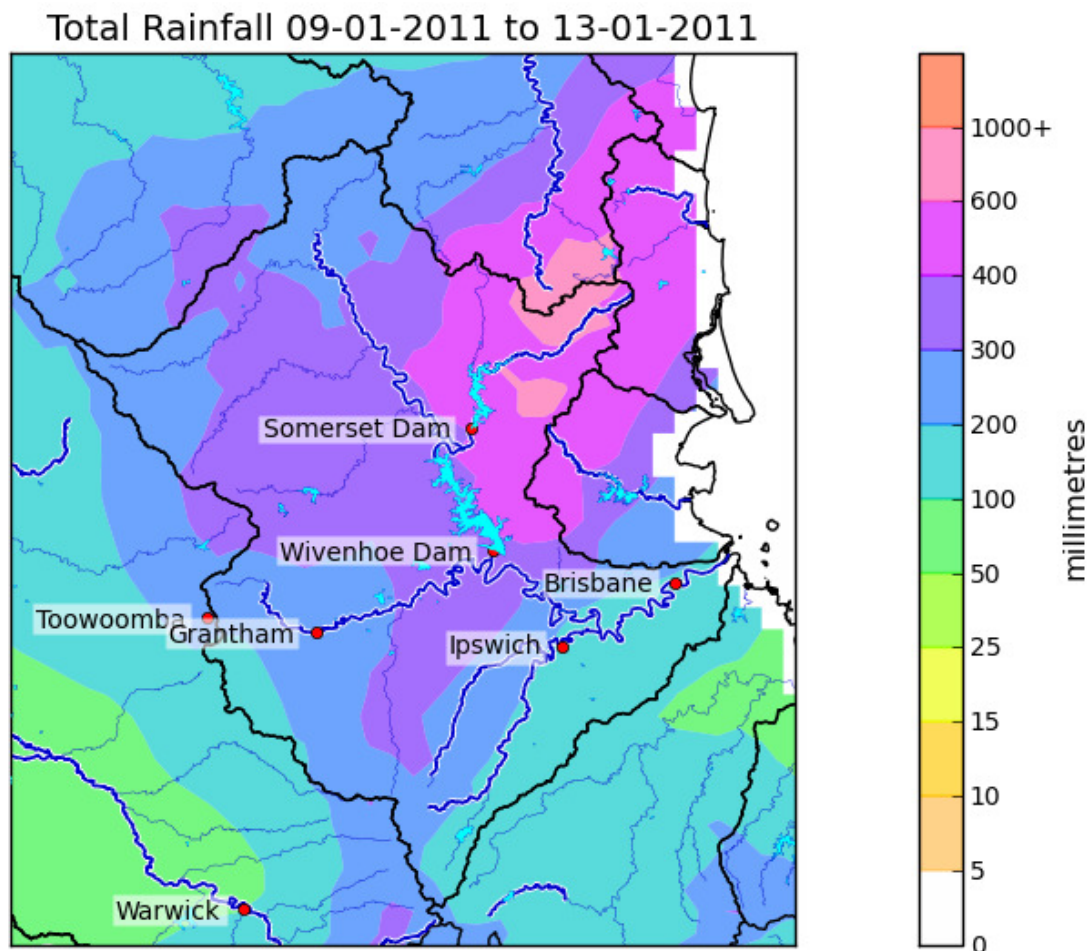 Total Rainfall 09-01-2011 to 13-01-2011
1000+
600
400
300
200
100
50
25
15
10
5
0
millimetres
Somerset Dam
Wivenhoe Dam
Brisbane
Toowoomba
Grantham
Ipswich
Warwick